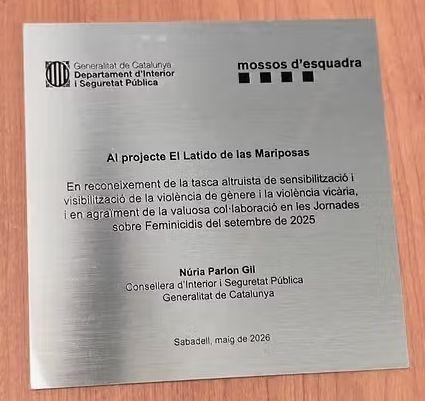 Generalitat de Catalunya
Departament d'Interior
i Seguretat Pública
mossos d'esquadra
Al projecte El Latido de las Mariposas
En reconeixement de la tasca altruista de sensibilització i
visibilització de la violència de gènere i la violència vicària,
i en agraïment de la valuosa col·laboració en les Jornades
sobre Feminicidis del setembre de 2025
Núria Parlon Gil
Consellera d'Interior i Seguretat Pública
Generalitat de Catalunya
Sabadell, maig de 2026